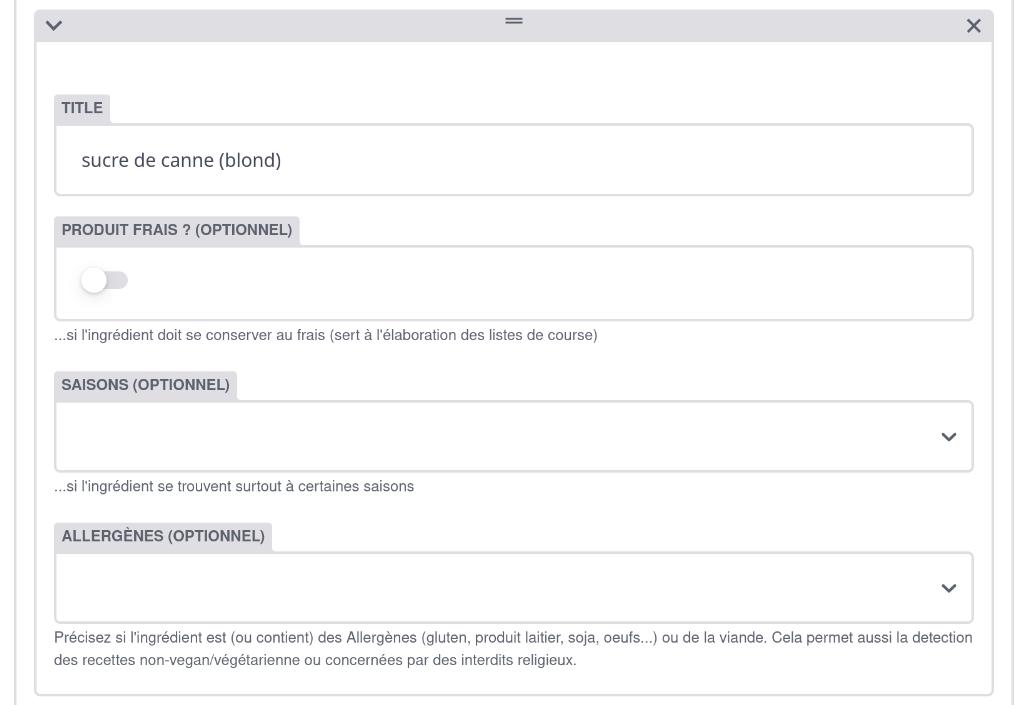 TITLE
sucre de canne (blond)
PRODUIT FRAIS ? (OPTIONNEL)
...si l'ingrédient doit se conserver au frais (sert à l'élaboration des listes de course)
SAISONS (OPTIONNEL)
...si l'ingrédient se trouvent surtout à certaines saisons
ALLERGÈNES (OPTIONNEL)
Précisez si l'ingrédient est (ou contient) des Allergènes (gluten, produit laitier, soja, oeufs...) ou de la viande. Cela permet aussi la detection
des recettes non-vegan/végétarienne ou concernées par des interdits religieux.